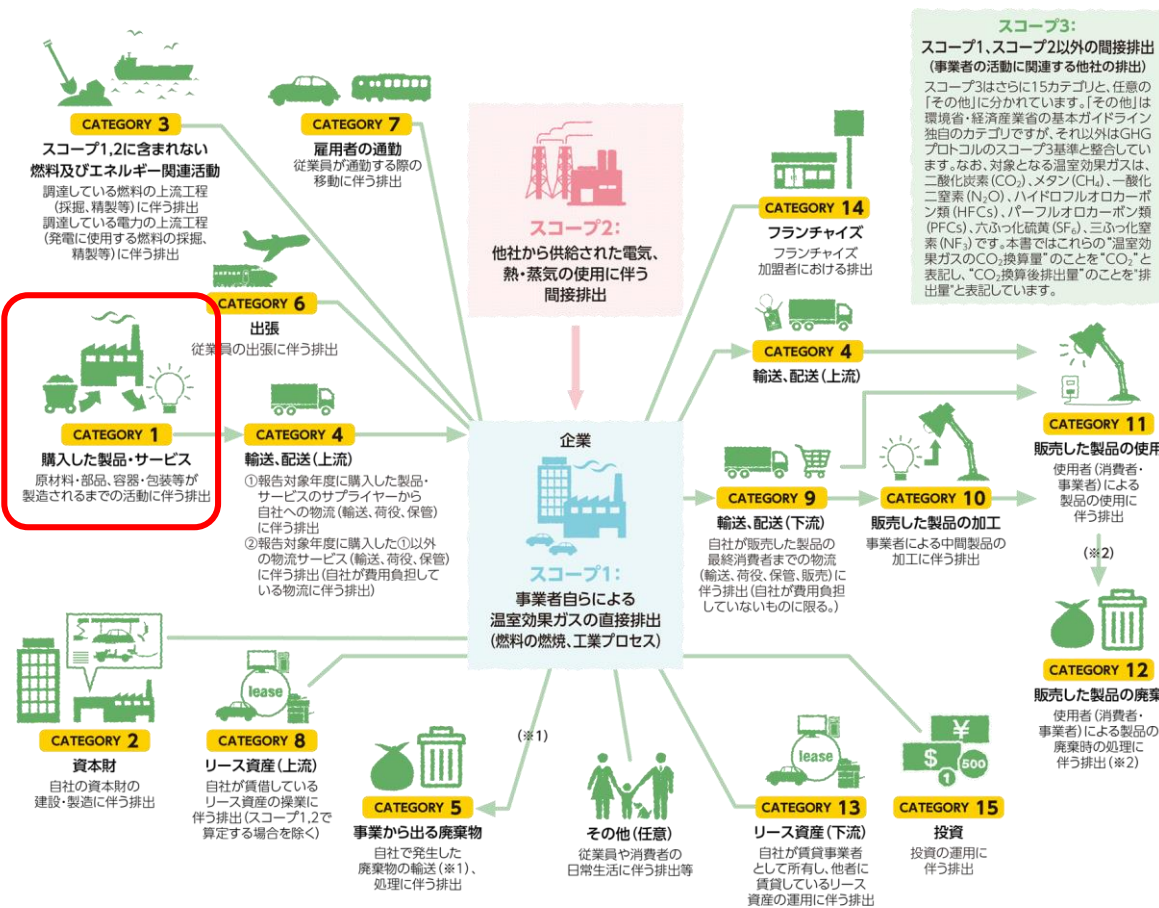 スコープ3:
スコープ1、スコープ2以外の間接排出
(事業者の活動に関連する他社の排出)
スコープ3はさらに15カテゴリと、任意の
「その他」に分かれています。「その他」は
環境省・経済産業省の基本ガイドライン
独自のカテゴリですが、それ以外はGHG
プロトコルのスコープ3基準と整合してい
ます。なお、対象となる温室効果ガスは、
二酸化炭素(CO₂)、メタン(CH₄)、一酸化
二窒素(N₂O)、ハイドロフルオロカーボ
ン類(HFCs)、パーフルオロカーボン類
(PFCs)、六ふっ化硫黄(SF₆)、三ふっ化窒
素(NF₃)です。本書ではこれらの"温室効
果ガスのCO₂換算量"のことを"CO₂"と
表記し、"CO₂換算後排出量"のことを"排
出量"と表記しています。
CATEGORY 3
スコープ1,2に含まれない
燃料及びエネルギー関連活動
調達している燃料の上流工程
(採掘、精製等)に伴う排出
調達している電力の上流工程
(発電に使用する燃料の採掘、
精製等)に伴う排出
CATEGORY 7
雇用者の通勤
従業員が通勤する際の
移動に伴う排出
スコープ2:
他社から供給された電気、
熱・蒸気の使用に伴う
間接排出
CATEGORY 14
フランチャイズ
フランチャイズ
加盟者における排出
CATEGORY 6
出張
従業員の出張に伴う排出
CATEGORY 4
輸送、配送(上流)
CATEGORY 1
購入した製品・サービス
原材料・部品、容器・包装等が
製造されるまでの活動に伴う排出
CATEGORY 4
輸送、配送(上流)
①報告対象年度に購入した製品・
サービスのサプライヤーから
自社への物流(輸送、荷役、保管)
に伴う排出
②報告対象年度に購入した①以外
の物流サービス(輸送、荷役、保管)
に伴う排出(自社が費用負担して
いる物流に伴う排出)
企業
スコープ1:
事業者自らによる
温室効果ガスの直接排出
(燃料の燃焼、工業プロセス)
CATEGORY 9
輸送、配送(下流)
自社が販売した製品の
最終消費者までの物流
(輸送、荷役、保管、販売)に
伴う排出(自社が費用負担
していないものに限る。)
CATEGORY 10
販売した製品の加工
事業者による中間製品の
加工に伴う排出
CATEGORY 11
販売した製品の使用
使用者(消費者・
事業者)による
製品の使用に
伴う排出
(※2)
CATEGORY 12
販売した製品の廃棄
使用者(消費者・
事業者)による製品の
廃棄時の処理に
伴う排出(※2)
CATEGORY 2
資本財
自社の資本財の
建設・製造に伴う排出
lease
CATEGORY 8
リース資産(上流)
自社が賃借している
リース資産の操業に
伴う排出(スコープ1,2で
算定する場合を除く)
(※1)
CATEGORY 5
事業から出る廃棄物
自社で発生した
廃棄物の輸送(※1)、
処理に伴う排出
その他(任意)
従業員や消費者の
日常生活に伴う排出等
lease
CATEGORY 13
リース資産(下流)
自社が賃貸事業者
として所有し、他者に
賃貸しているリース
資産の運用に伴う排出
¥
$
1
500
CATEGORY 15
投資
投資の運用に
伴う排出